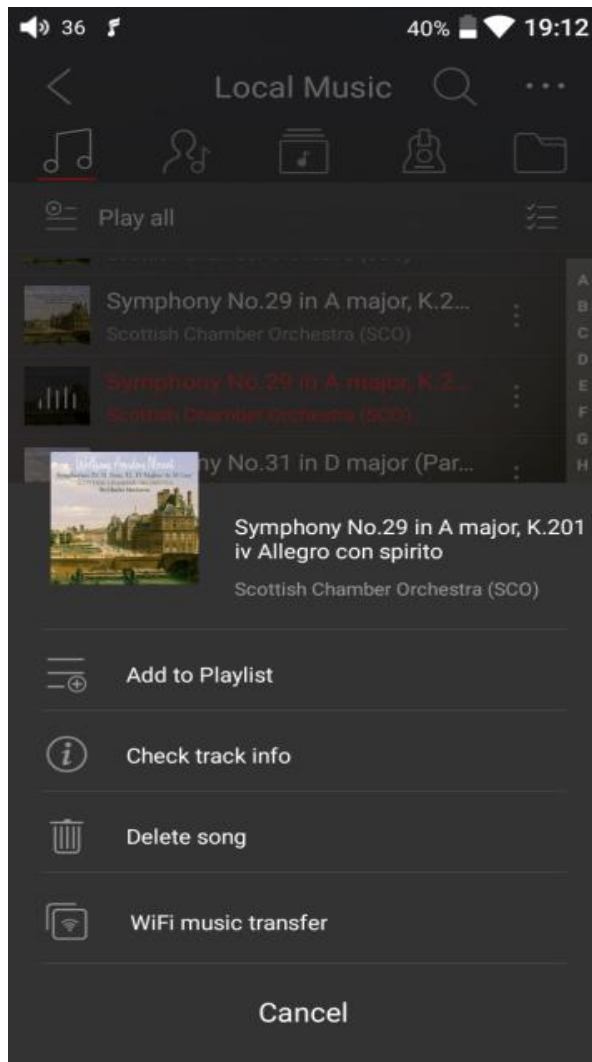 36
40%
19:12
Local Music
Play all
Symphony No.29 in A major, K.2...
Scottish Chamber Orchestra (SCO)
Symphony No.29 in A major, K.2...
Scottish Chamber Orchestra (SCO)
ny No.31 in D major (Par...
A
B
C
D
E
F
G
H
Symphony No.29 in A major, K.201
iv Allegro con spirito
Scottish Chamber Orchestra (SCO)
Add to Playlist
Check track info
Delete song
WiFi music transfer
Cancel